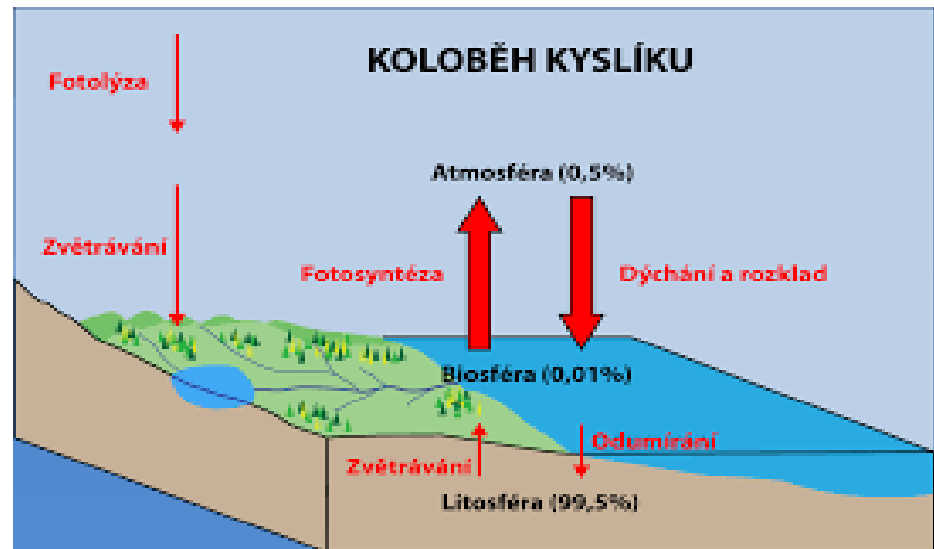 KOLOBĚH KYSLÍKU
Fotolýza
Atmosféra (0,5%)
Zvětrávání
Fotosyntéza
Dýchání a rozklad
Biosféra (0,01%)
Odumírání
Zvětrávání
Litosféra (99,5%)